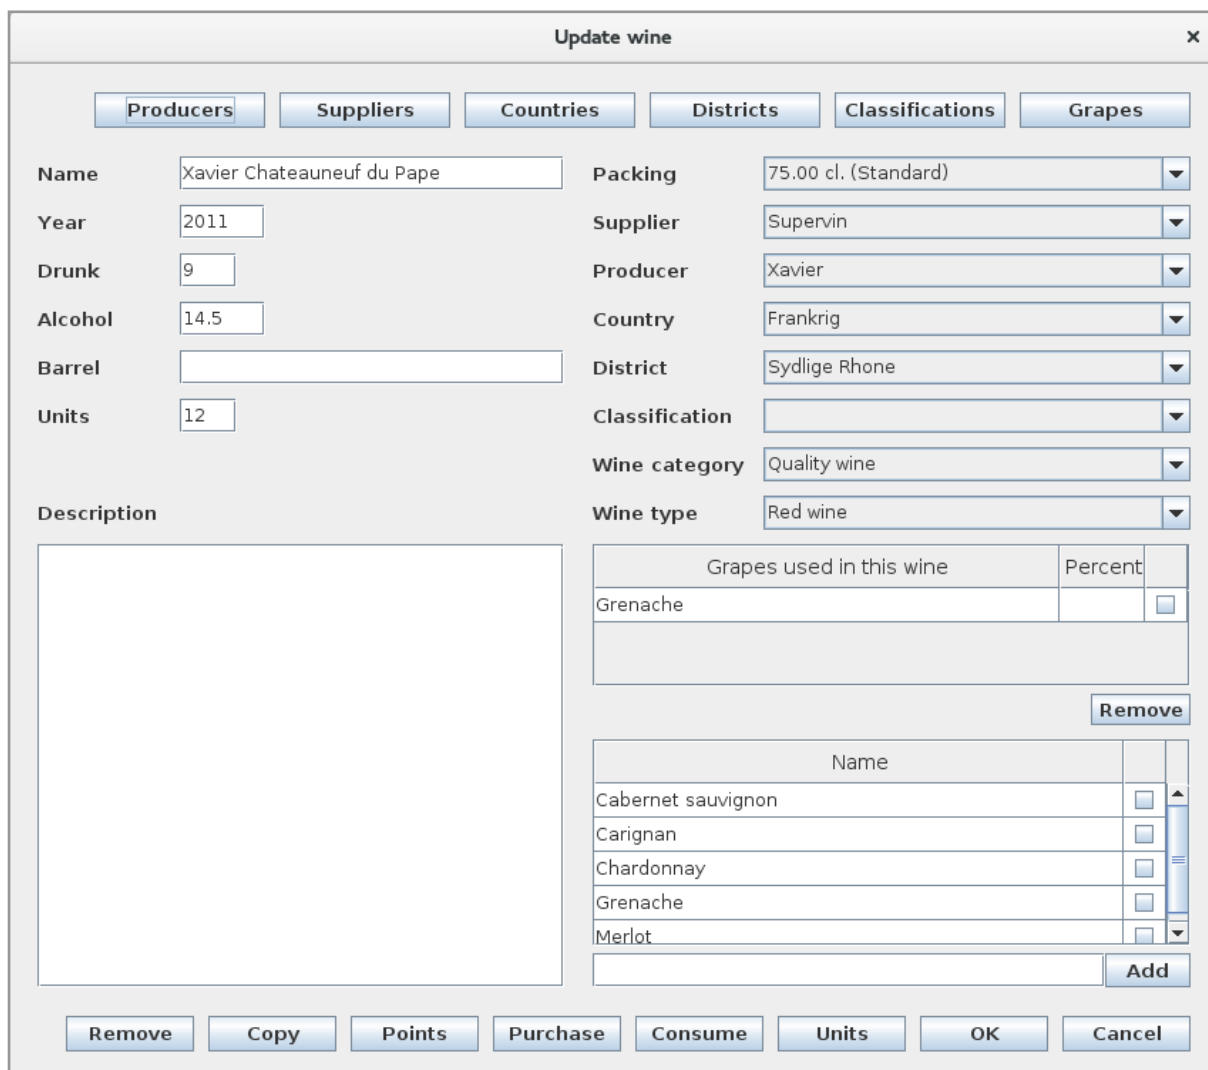 Update wine ×
Producers Suppliers Countries Districts Classifications Grapes
Name Xavier Chateauneuf du Pape Packing 75.00 cl. (Standard)
Year 2011 Supplier Supervin
Drunk 9 Producer Xavier
Alcohol 14.5 Country Frankrig
Barrel District Sydlige Rhone
Units 12 Classification
Wine category Quality wine
Description Wine type Red wine
Grapes used in this wine Percent
Grenache
Remove
Name
Cabernet sauvignon
Carignan
Chardonnay
Grenache
Merlot
Add
Remove Copy Points Purchase Consume Units OK Cancel